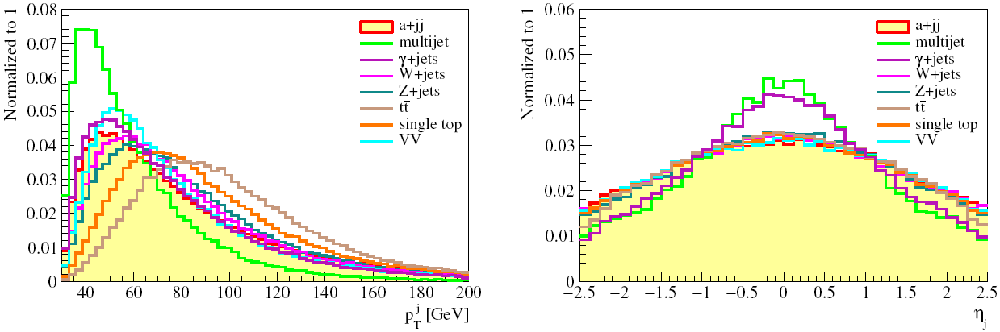 Normalized to 1
0.08
0.07
0.06
0.05
0.04
0.03
0.02
0.01
0
40 60 80 100 120 140 160 180 200
p_T^j [GeV]
a+jj
multijet
γ+jets
W+jets
Z+jets
tt̄
single top
VV
Normalized to 1
0.06
0.05
0.04
0.03
0.02
0.01
0
−2.5 −2 −1.5 −1 −0.5 0 0.5 1 1.5 2 2.5
η_j
a+jj
multijet
γ+jets
W+jets
Z+jets
tt̄
single top
VV